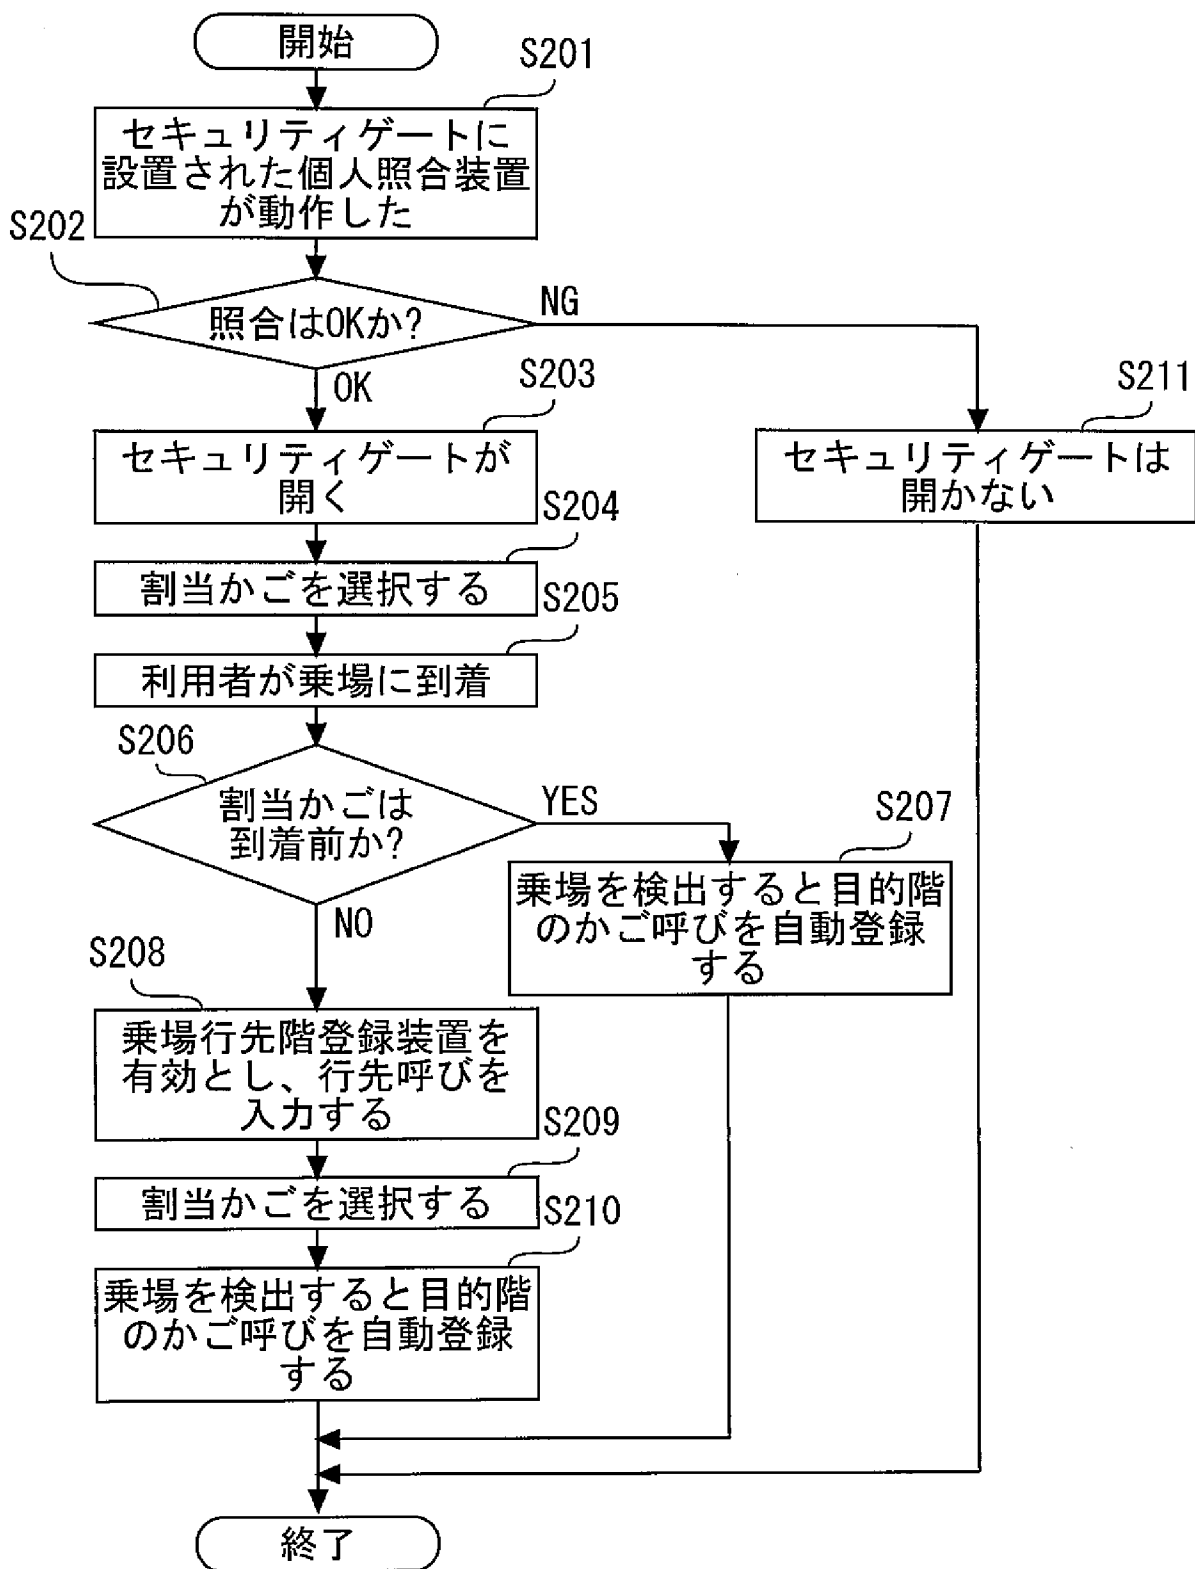 開始
S201
セキュリティゲートに
設置された個人照合装置
が動作した
S202
照合はOKか?
NG
OK
S203
セキュリティゲートが
開く
S211
セキュリティゲートは
開かない
S204
割当かごを選択する
S205
利用者が乗場に到着
S206
割当かごは
到着前か?
YES
NO
S207
乗場を検出すると目的階
のかご呼びを自動登録
する
S208
乗場行先階登録装置を
有効とし、行先呼びを
入力する
S209
割当かごを選択する
S210
乗場を検出すると目的階
のかご呼びを自動登録
する
終了